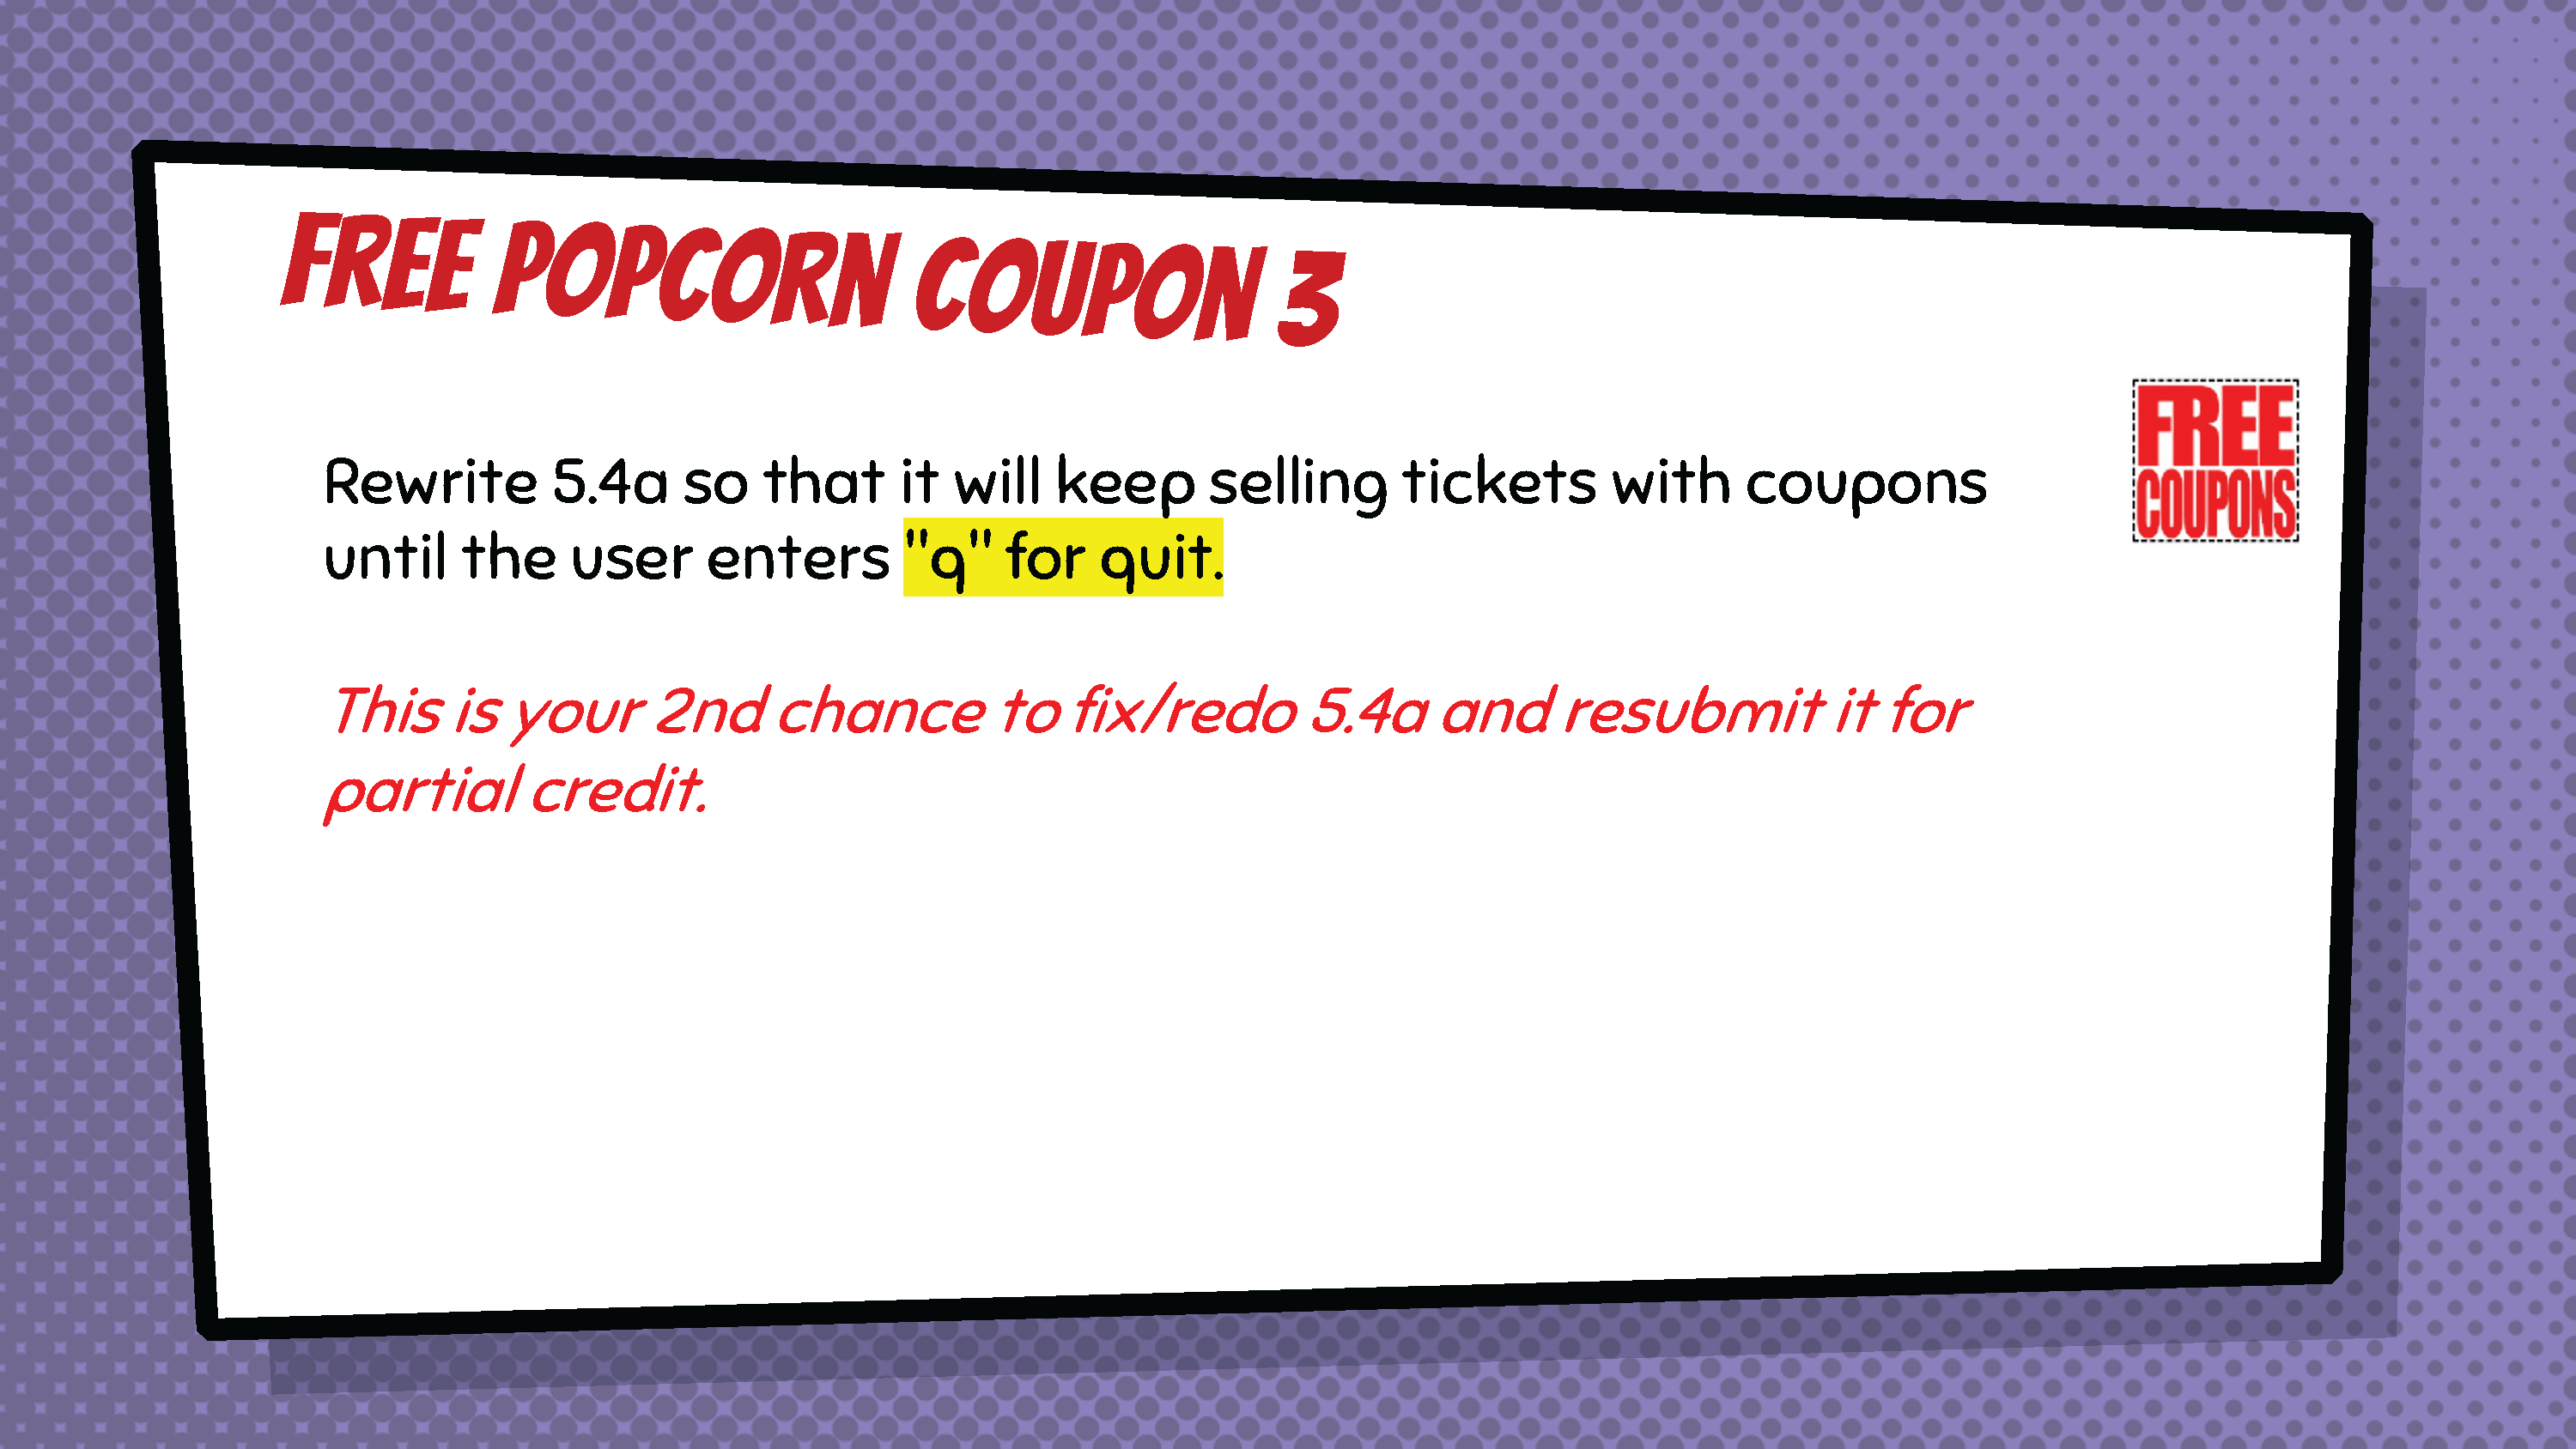 FREE POPCORN COUPON 3
FREE
COUPONS
Rewrite 5.4a so that it will keep selling tickets with coupons
until the user enters "q" for quit.
This is your 2nd chance to fix/redo 5.4a and resubmit it for
partial credit.